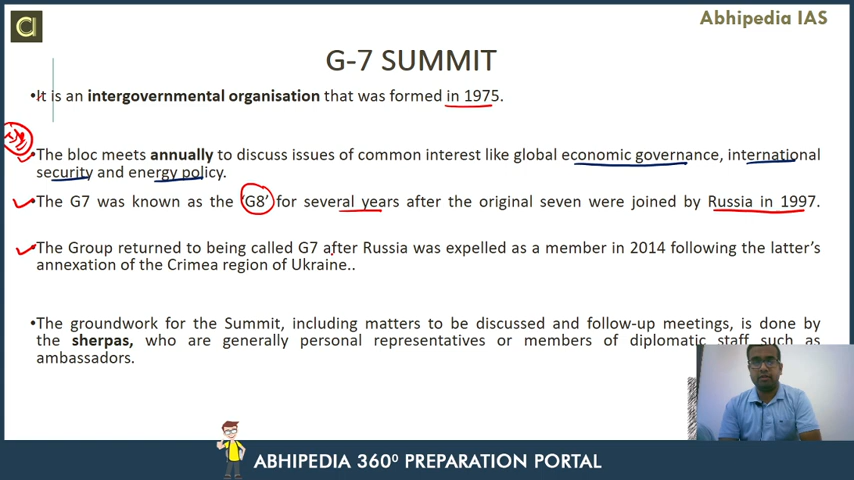 Abhipedia IAS
G-7 SUMMIT
•It is an intergovernmental organisation that was formed in 1975.
•The bloc meets annually to discuss issues of common interest like global economic governance, international
security and energy policy.
•The G7 was known as the ‘G8’ for several years after the original seven were joined by Russia in 1997.
•The Group returned to being called G7 after Russia was expelled as a member in 2014 following the latter’s
annexation of the Crimea region of Ukraine..
•The groundwork for the Summit, including matters to be discussed and follow-up meetings, is done by
the sherpas, who are generally personal representatives or members of diplomatic staff such as
ambassadors.
ABHIPEDIA 360⁰ PREPARATION PORTAL